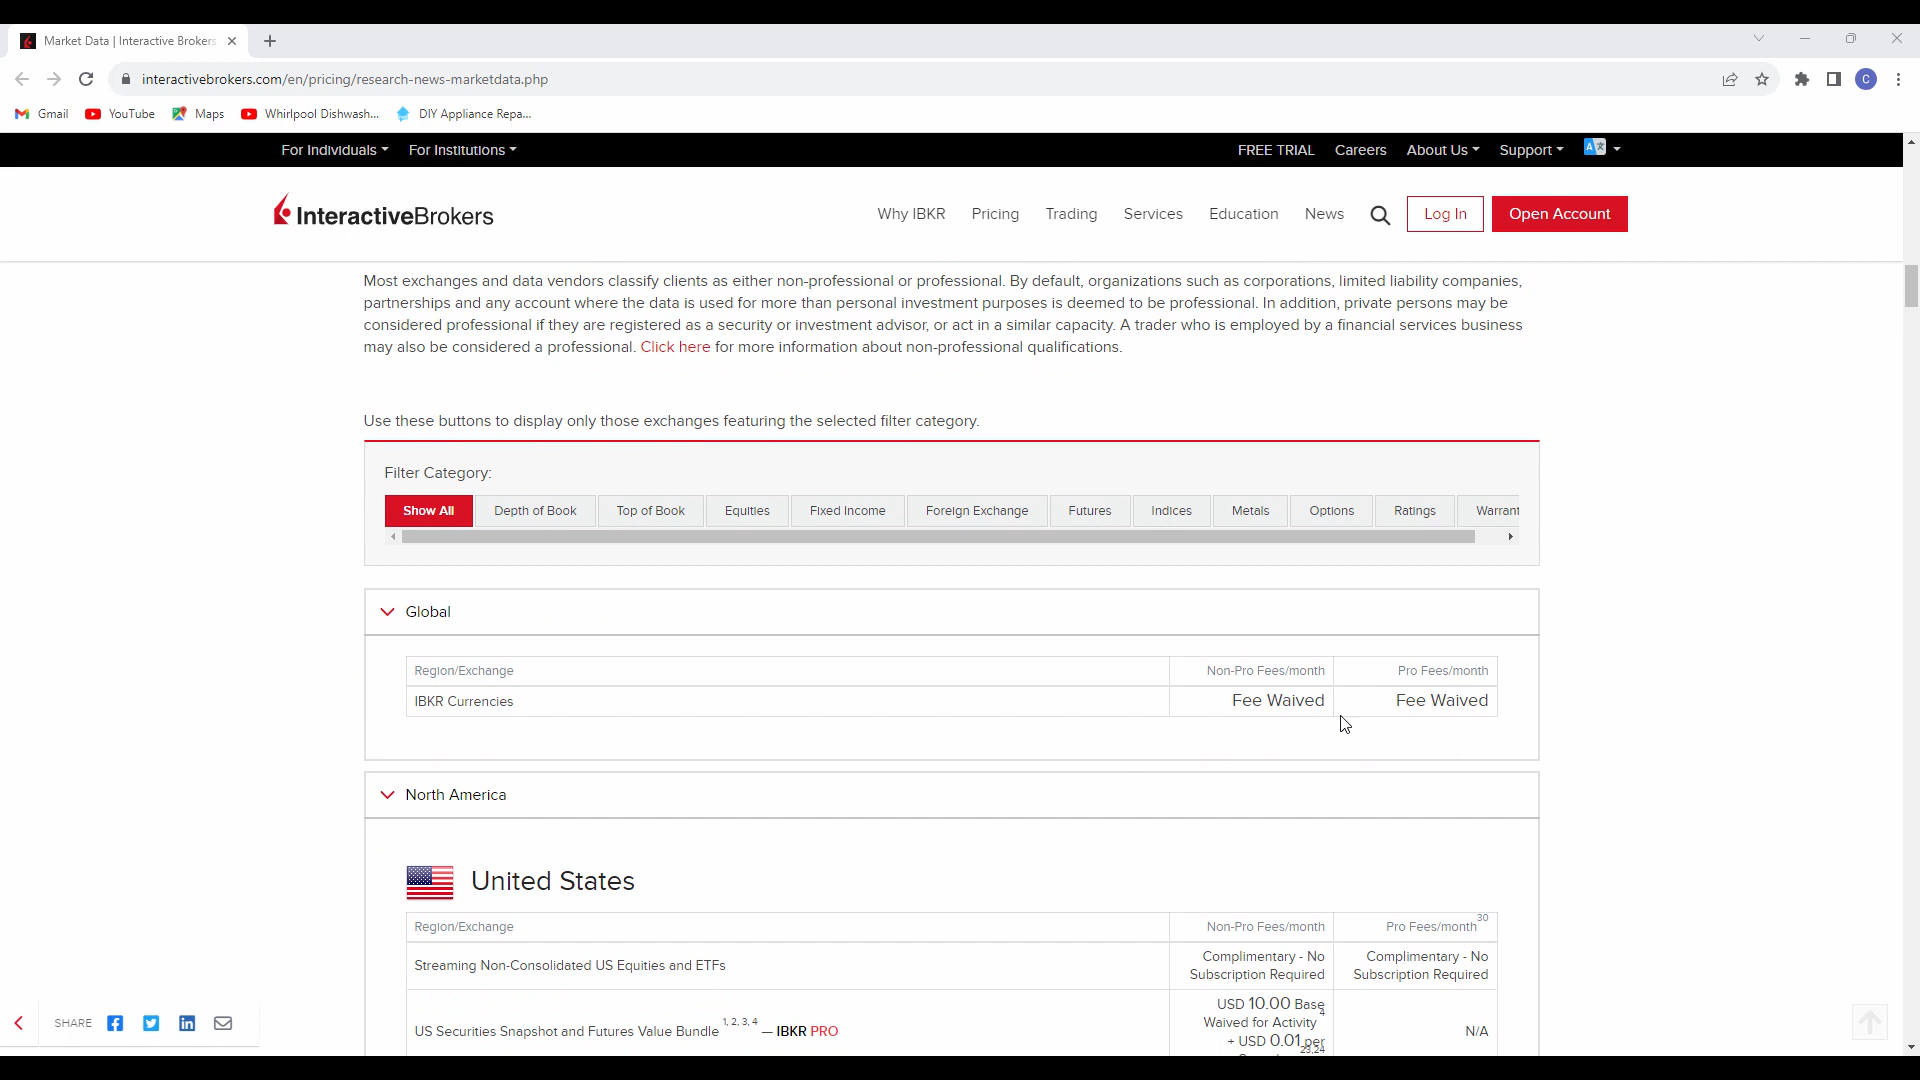 Market Data | Interactive Brokers
interactivebrokers.com/en/pricing/research-news-marketdata.php
C
Gmail YouTube Maps Whirlpool Dishwash... DIY Appliance Repa...
For Individuals For Institutions FREE TRIAL Careers About Us Support
InteractiveBrokers Why IBKR Pricing Trading Services Education News Log In Open Account
Most exchanges and data vendors classify clients as either non-professional or professional. By default, organizations such as corporations, limited liability companies,
partnerships and any account where the data is used for more than personal investment purposes is deemed to be professional. In addition, private persons may be
considered professional if they are registered as a security or investment advisor, or act in a similar capacity. A trader who is employed by a financial services business
may also be considered a professional. Click here for more information about non-professional qualifications.
Use these buttons to display only those exchanges featuring the selected filter category.
Filter Category:
Show All Depth of Book Top of Book Equities Fixed Income Foreign Exchange Futures Indices Metals Options Ratings Warrant
Global
Region/Exchange Non-Pro Fees/month Pro Fees/month
IBKR Currencies Fee Waived Fee Waived
North America
United States
Region/Exchange Non-Pro Fees/month Pro Fees/month 30
Streaming Non-Consolidated US Equities and ETFs Complimentary - No Subscription Required Complimentary - No Subscription Required
US Securities Snapshot and Futures Value Bundle 1, 2, 3, 4 — IBKR PRO USD 10.00 Base Waived for Activity 4 + USD 0.01 per 23,24 N/A
SHARE